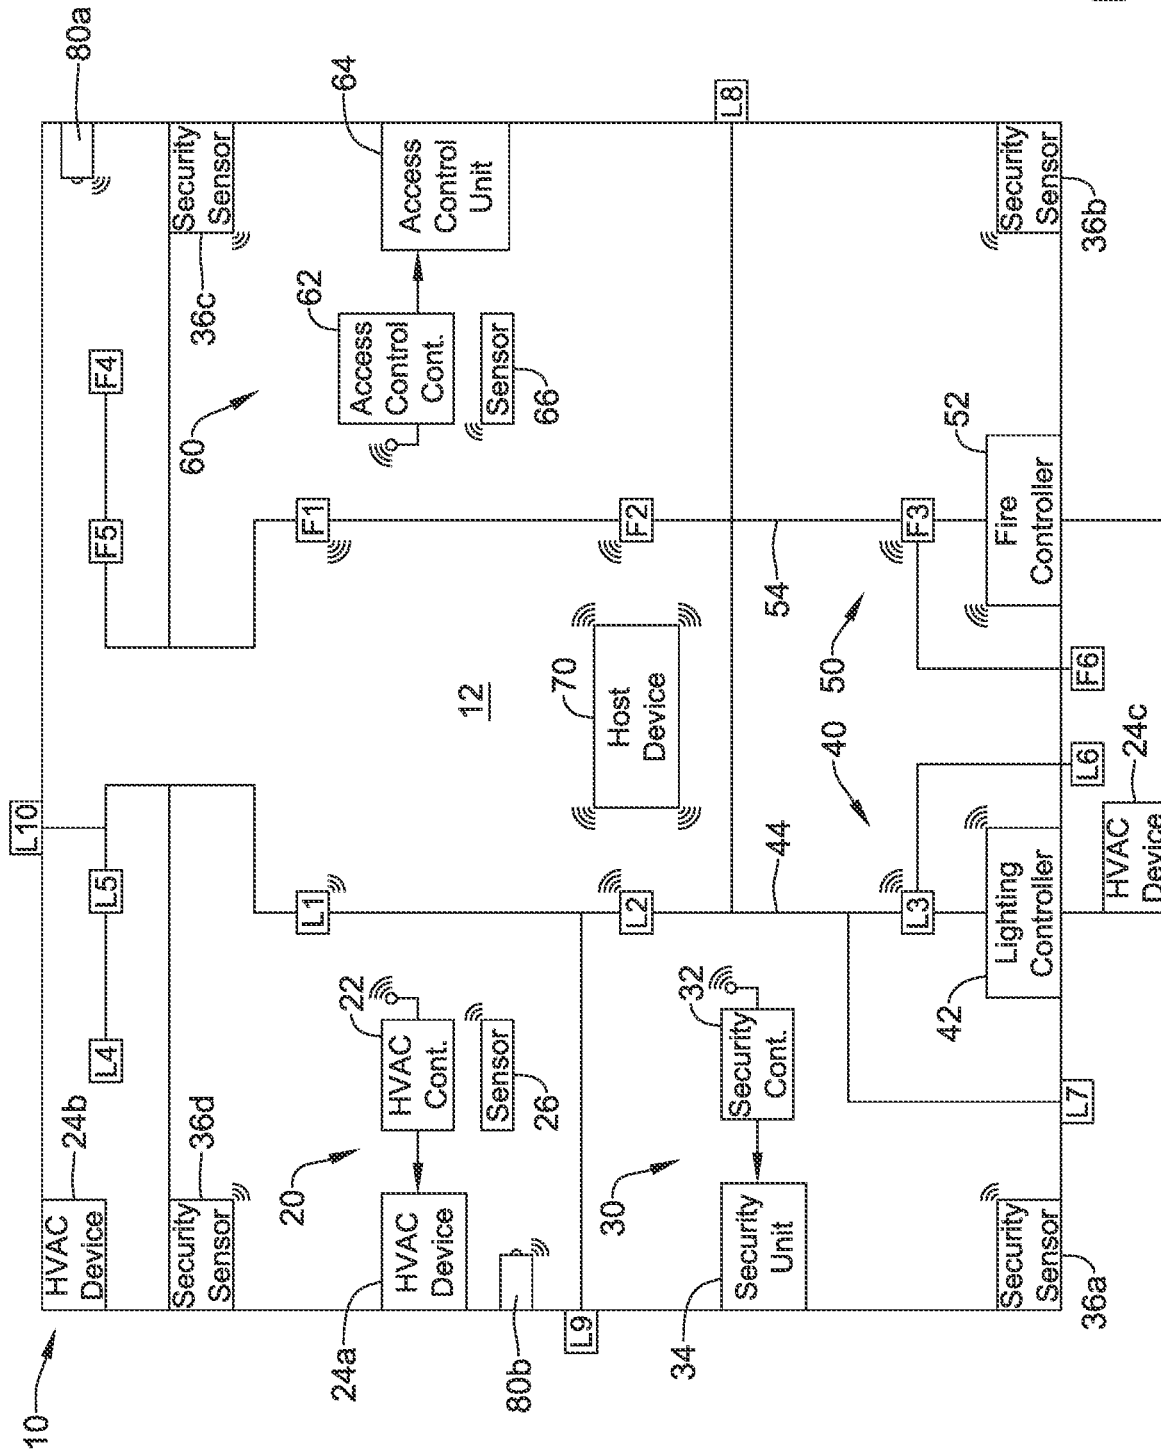 10
HVAC
Device
24b
L10
80a
L4
L5
F5
F4
Security
Sensor
36d
60
Security
Sensor
36c
20
L1
F1
62
64
24a
HVAC
Device
HVAC
Cont.
22
Access
Control
Cont.
Access
Control
Unit
12
80b
Sensor
26
Sensor
66
L9
70
30
L2
Host
Device
F2
34
Security
Unit
Security
Cont.
32
L8
44
54
40
50
L3
F3
42
52
Security
Sensor
36a
Lighting
Controller
Fire
Controller
Security
Sensor
36b
L7
L6
F6
HVAC
Device
24c